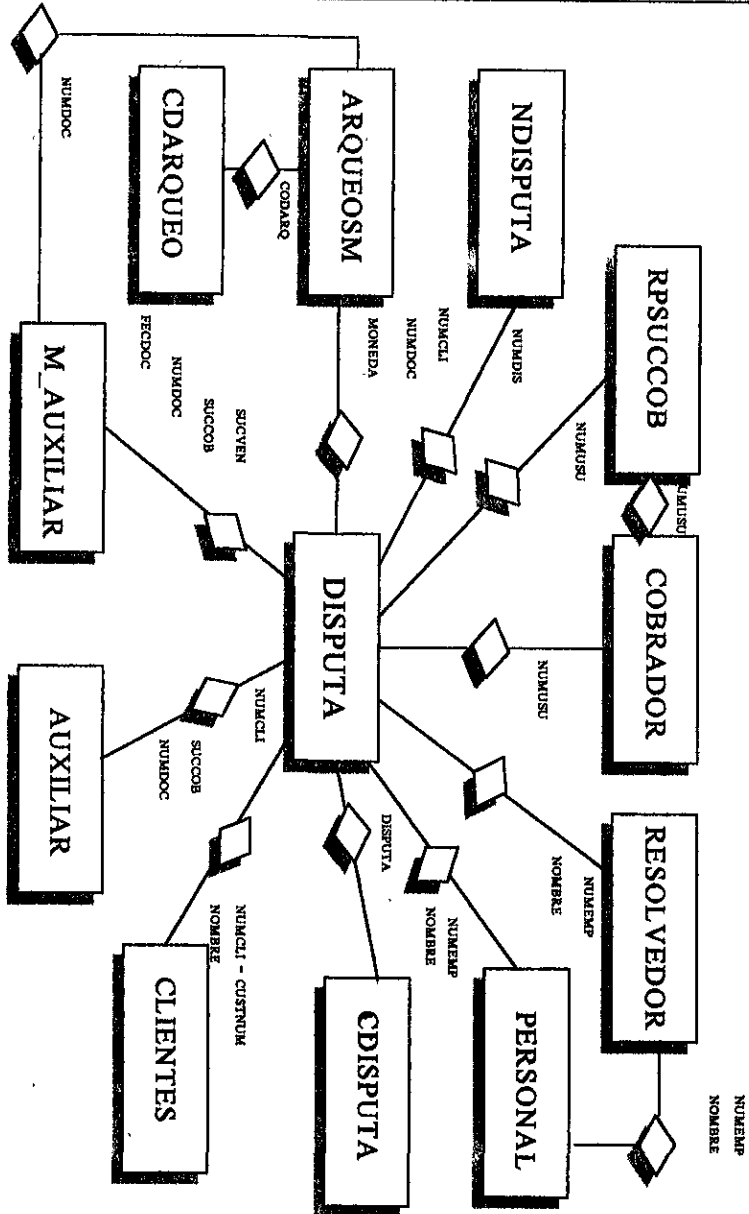 RPSUCCOB
UMUSU
COBRADOR
RESOLVEDOR
NUMEMP
NOMBRE
NDISPUTA
NUMDIS
NUMUSU
NUMUSU
NUMEMP
NOMBRE
PERSONAL
NUMEMP
NOMBRE
ARQUEOSM
MONEDA
NUMDOC
NUMCLI
DISPUTA
DISPUTA
CDISPUTA
CODARQ
CDARQUEO
FECDOC
NUMDOC
SUCCOB
SUCVEN
NUMCLI
SUCCOB
NUMDOC
NUMCLI - CUSTNUM
NOMBRE
CLIENTES
NUMDOC
M_AUXILIAR
AUXILIAR